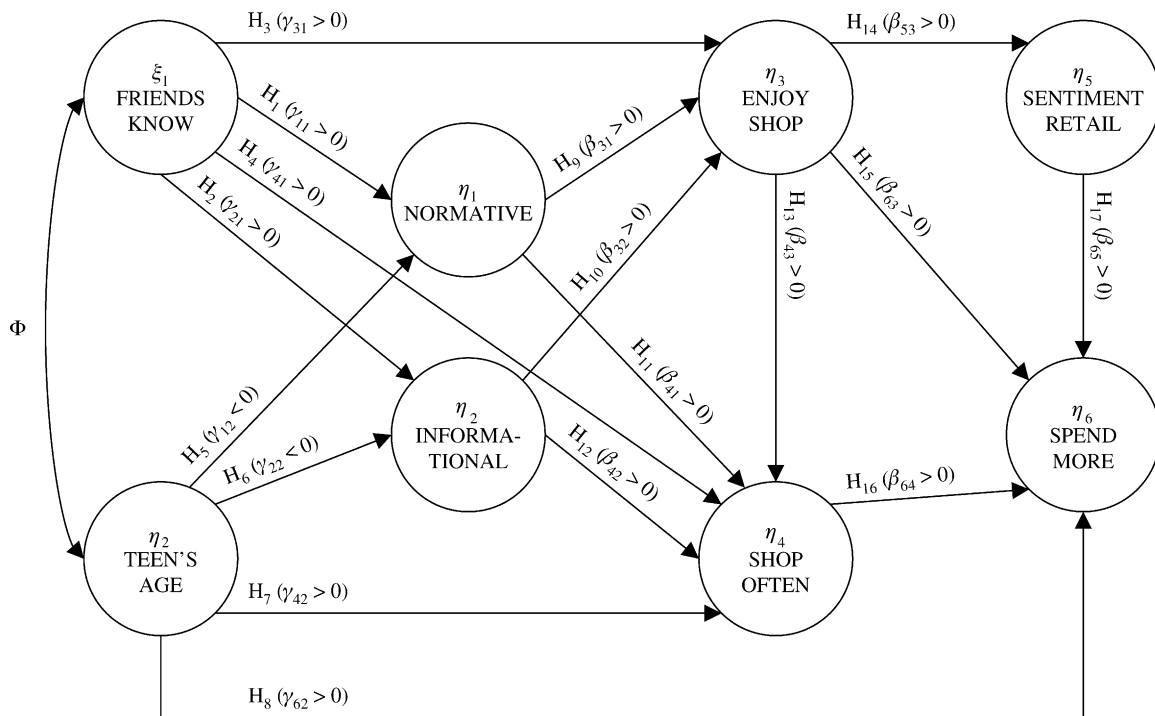 H₃ (γ₃₁ > 0)
H₁₄ (β₅₃ > 0)
ξ₁
FRIENDS
KNOW
η₃
ENJOY
SHOP
η₅
SENTIMENT
RETAIL
H₁ (γ₁₁ > 0)
H₄ (γ₄₁ > 0)
H₂ (γ₂₁ > 0)
H₉ (β₃₁ > 0)
η₁
NORMATIVE
H₁₅ (β₆₃ > 0)
H₁₃ (β₄₃ > 0)
H₁₇ (β₆₅ > 0)
H₁₀ (β₃₂ > 0)
Φ
H₁₁ (β₄₁ > 0)
H₅ (γ₁₂ < 0)
H₆ (γ₂₂ < 0)
η₂
INFORMA-
TIONAL
H₁₂ (β₄₂ > 0)
η₆
SPEND
MORE
H₁₆ (β₆₄ > 0)
η₂
TEEN'S
AGE
η₄
SHOP
OFTEN
H₇ (γ₄₂ > 0)
H₈ (γ₆₂ > 0)